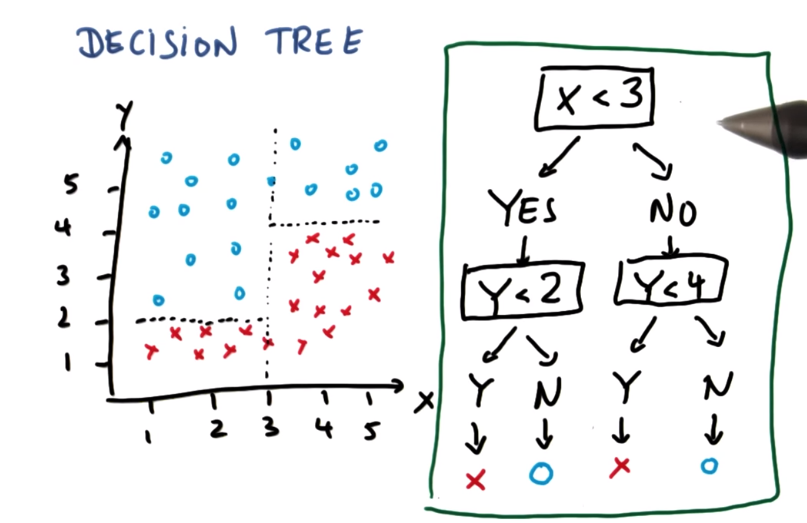 DECISION TREE
Y
5
4
3
2
1
1 2 3 4 5
X
X < 3
YES NO
Y < 2 Y < 4
Y N Y N
X O X O